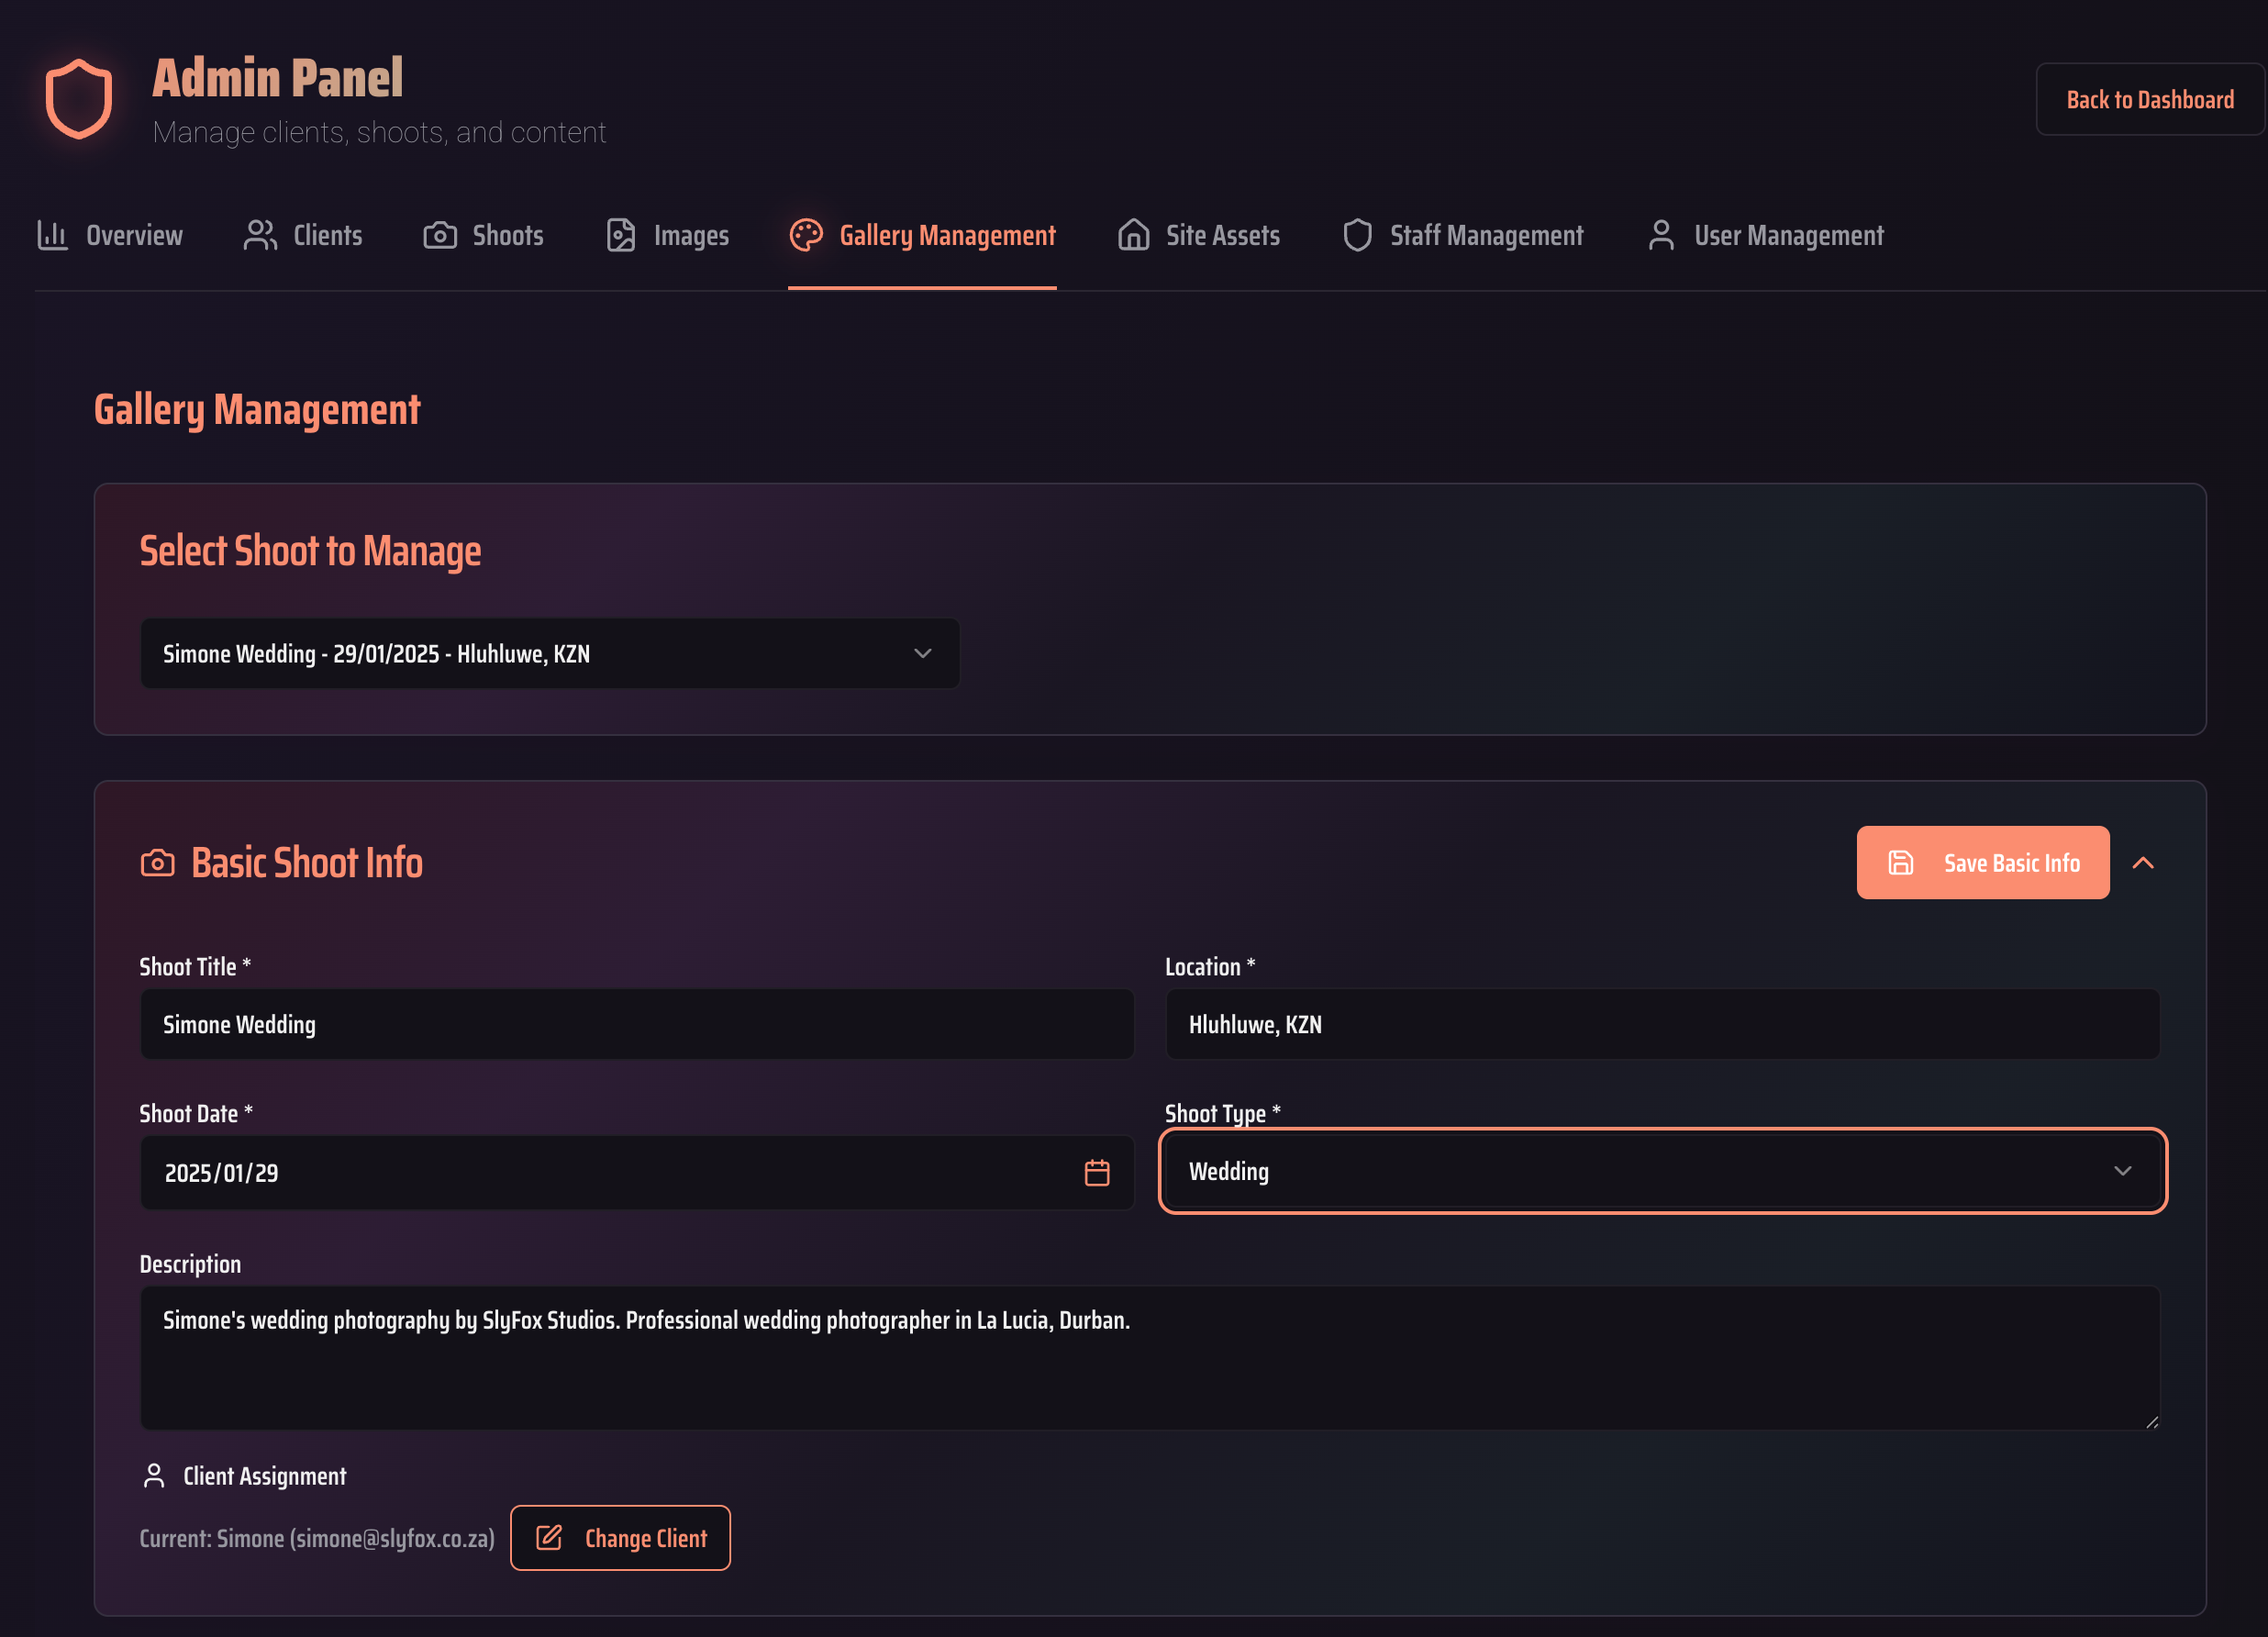 Admin Panel
Manage clients, shoots, and content
Back to Dashboard
Overview
Clients
Shoots
Images
Gallery Management
Site Assets
Staff Management
User Management
Gallery Management
Select Shoot to Manage
Simone Wedding - 29/01/2025 - Hluhluwe, KZN
Basic Shoot Info
Save Basic Info
Shoot Title *
Location *
Simone Wedding
Hluhluwe, KZN
Shoot Date *
Shoot Type *
2025/01/29
Wedding
Description
Simone's wedding photography by SlyFox Studios. Professional wedding photographer in La Lucia, Durban.
Client Assignment
Current: Simone (simone@slyfox.co.za)
Change Client